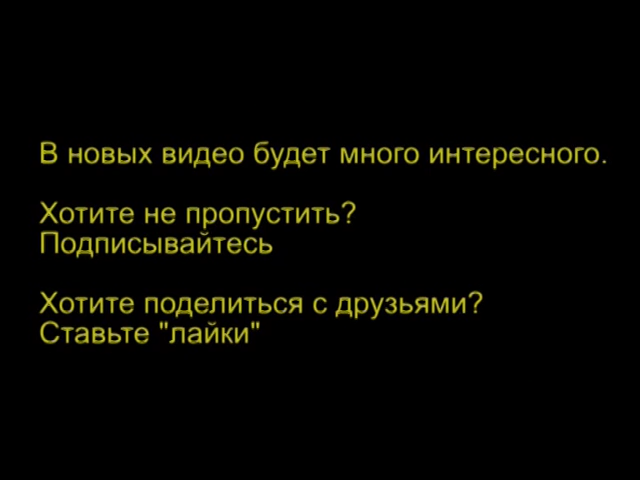 В новых видео будет много интересного.
Хотите не пропустить?
Подписывайтесь
Хотите поделиться с друзьями?
Ставьте "лайки"